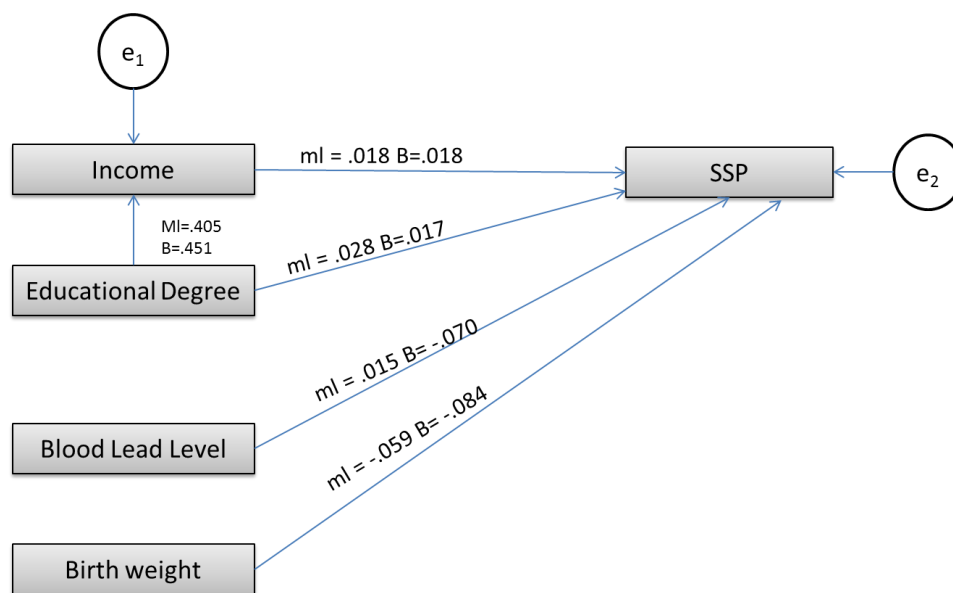 e1
Income
ml = .018 B=.018
SSP
e2
Ml=.405
B=.451
Educational Degree
ml = .028 B=.017
Blood Lead Level
ml = .015 B= -.070
Birth weight
ml = -.059 B= -.084